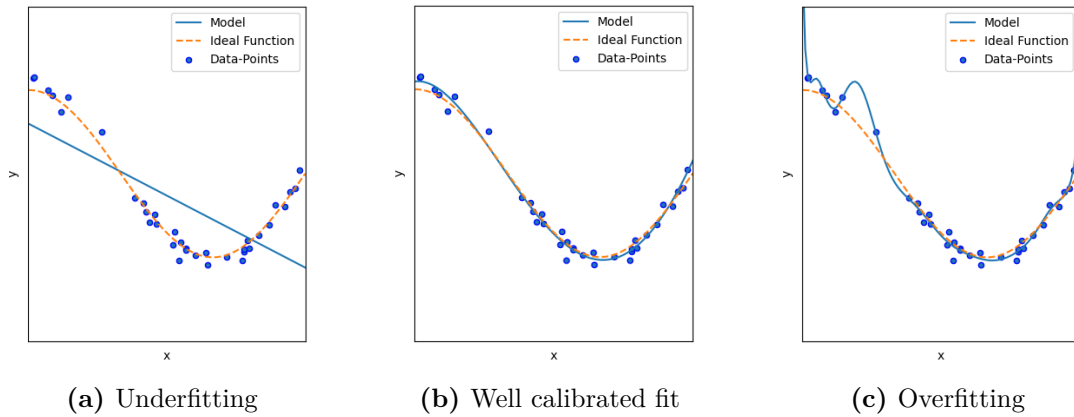 Model
Ideal Function
Data-Points
y
x
(a) Underfitting
Model
Ideal Function
Data-Points
y
x
(b) Well calibrated fit
Model
Ideal Function
Data-Points
y
x
(c) Overfitting